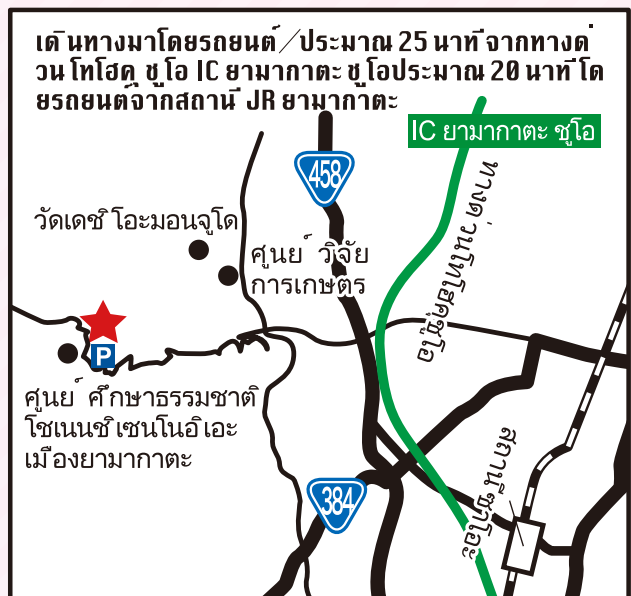 เดินทางมาโดยรถยนต์／ประมาณ 25 นาทีจากทางด่
วนโทโฮคุ ชูโอ IC ยามากาตะ ชูโอประมาณ 20 นาทีโด
ยรถยนต์จากสถานี JR ยามากาตะ
IC ยามากาตะ ชูโอ
458
ทางด่วนโทโฮคุชูโอ
วัดเดชิโอะมอนจูโด
ศูนย์ วิจัย
การเกษตร
P
ศูนย์ ศึกษาธรรมชาติ
โชเนนชิเซนโนอิเอะ
เมืองยามากาตะ
384
สถานีซาโอะ